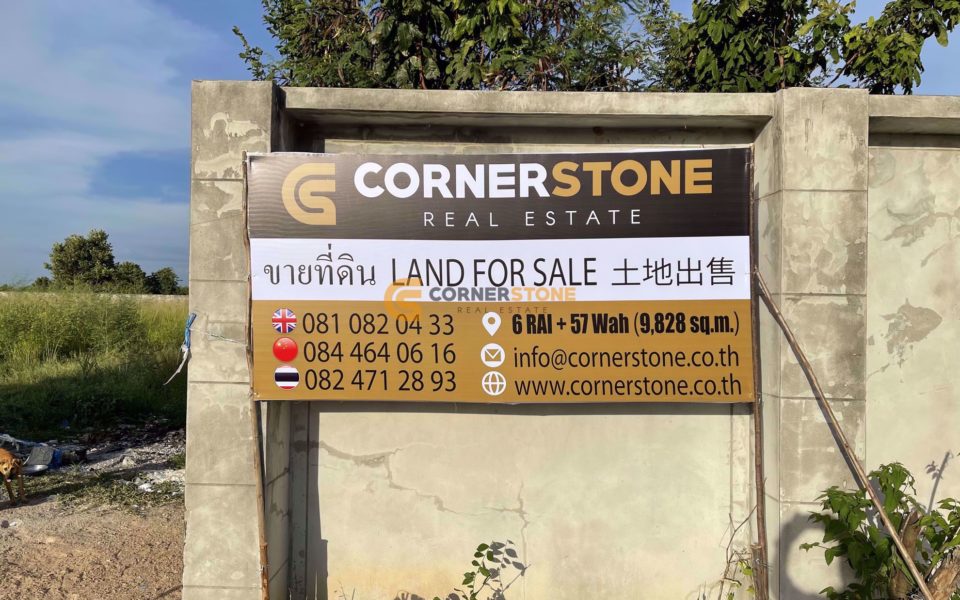 CORNERSTONE
REAL ESTATE
ขายที่ดิน LAND FOR SALE 土地出售
CORNERSTONE
REAL ESTATE
081 082 04 33
084 464 06 16
082 471 28 93
6 RAI + 57 Wah (9,828 sq.m.)
info@cornerstone.co.th
www.cornerstone.co.th